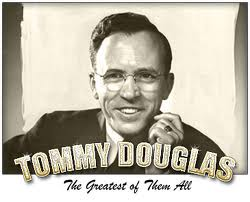 TOMMY DOUGLAS
The Greatest of Them All